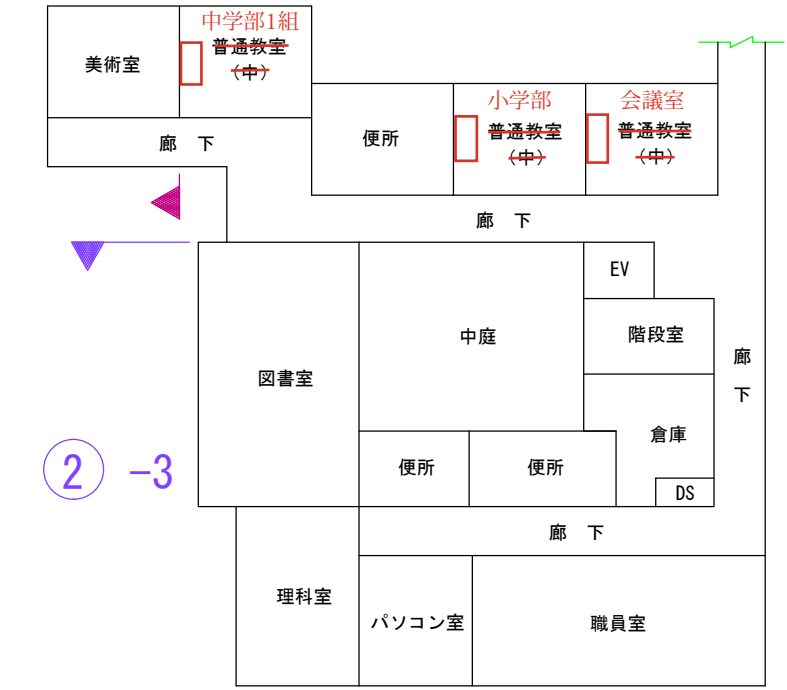 中学部1組
美術室
普通教室
（中）
小学部
会議室
廊　下
便所
普通教室
（中）
普通教室
（中）
廊　下
EV
中庭
階段室
図書室
廊
下
倉庫
② -3
便所
便所
DS
廊　下
理科室
パソコン室
職員室